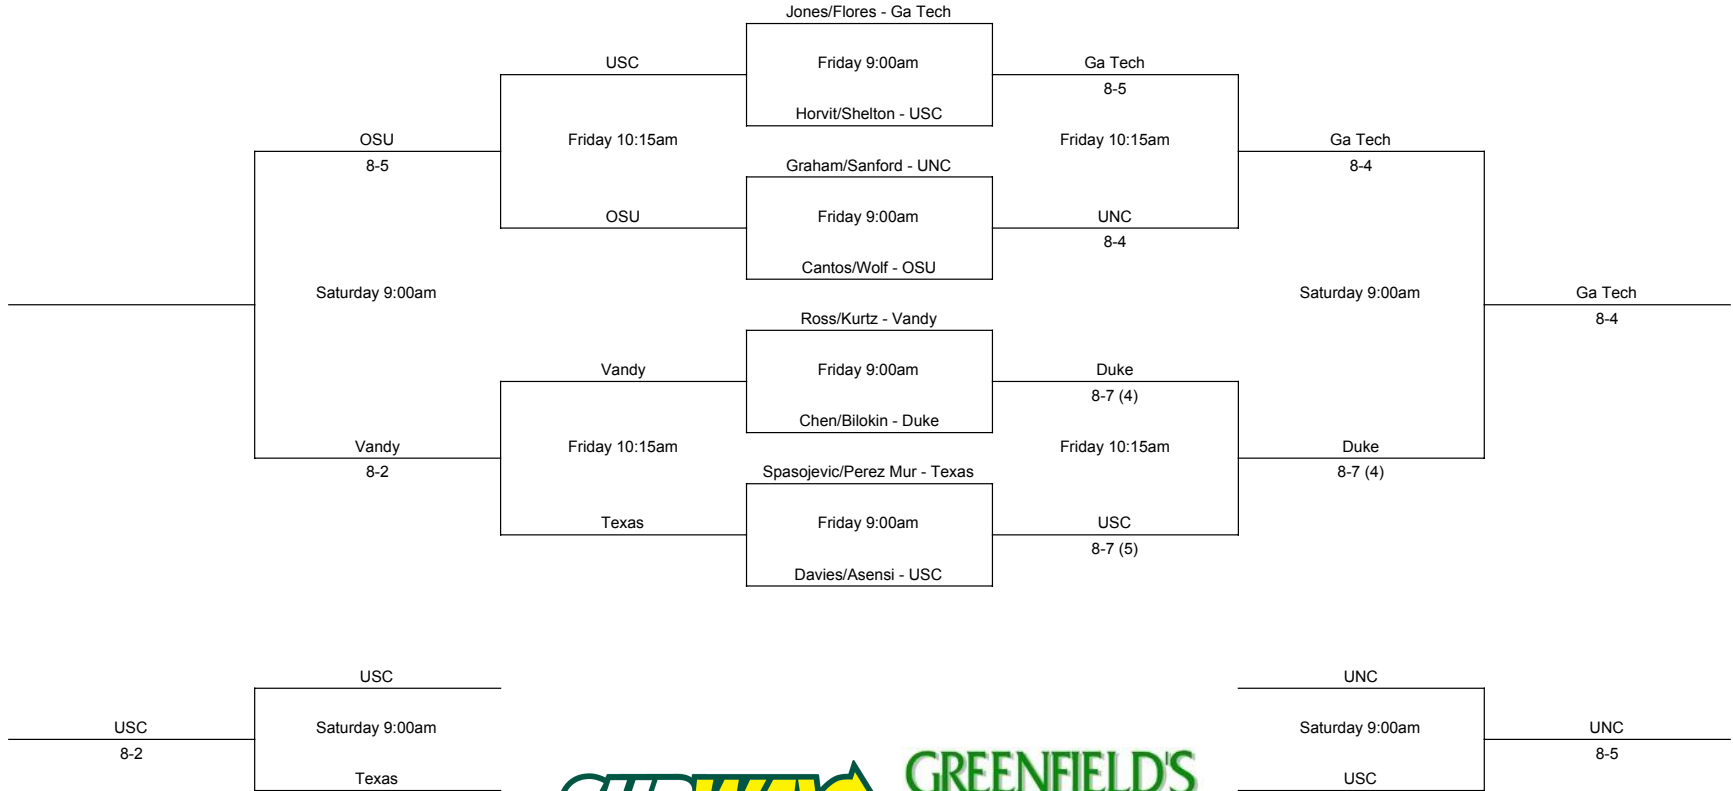 Jones/Flores - Ga Tech
USC
Friday 9:00am
Ga Tech
8-5
Horvit/Shelton - USC
OSU
Friday 10:15am
Friday 10:15am
Ga Tech
8-5
Graham/Sanford - UNC
8-4
OSU
Friday 9:00am
UNC
8-4
Cantos/Wolf - OSU
Saturday 9:00am
Saturday 9:00am
Ga Tech
Ross/Kurtz - Vandy
8-4
Vandy
Friday 9:00am
Duke
8-7 (4)
Chen/Bilokin - Duke
Vandy
Friday 10:15am
Friday 10:15am
Duke
8-2
Spasojevic/Perez Mur - Texas
8-7 (4)
Texas
Friday 9:00am
USC
8-7 (5)
Davies/Asensi - USC
USC
UNC
USC
Saturday 9:00am
Saturday 9:00am
UNC
8-2
8-5
Texas
SUBWAY
GREENFIELD'S
USC